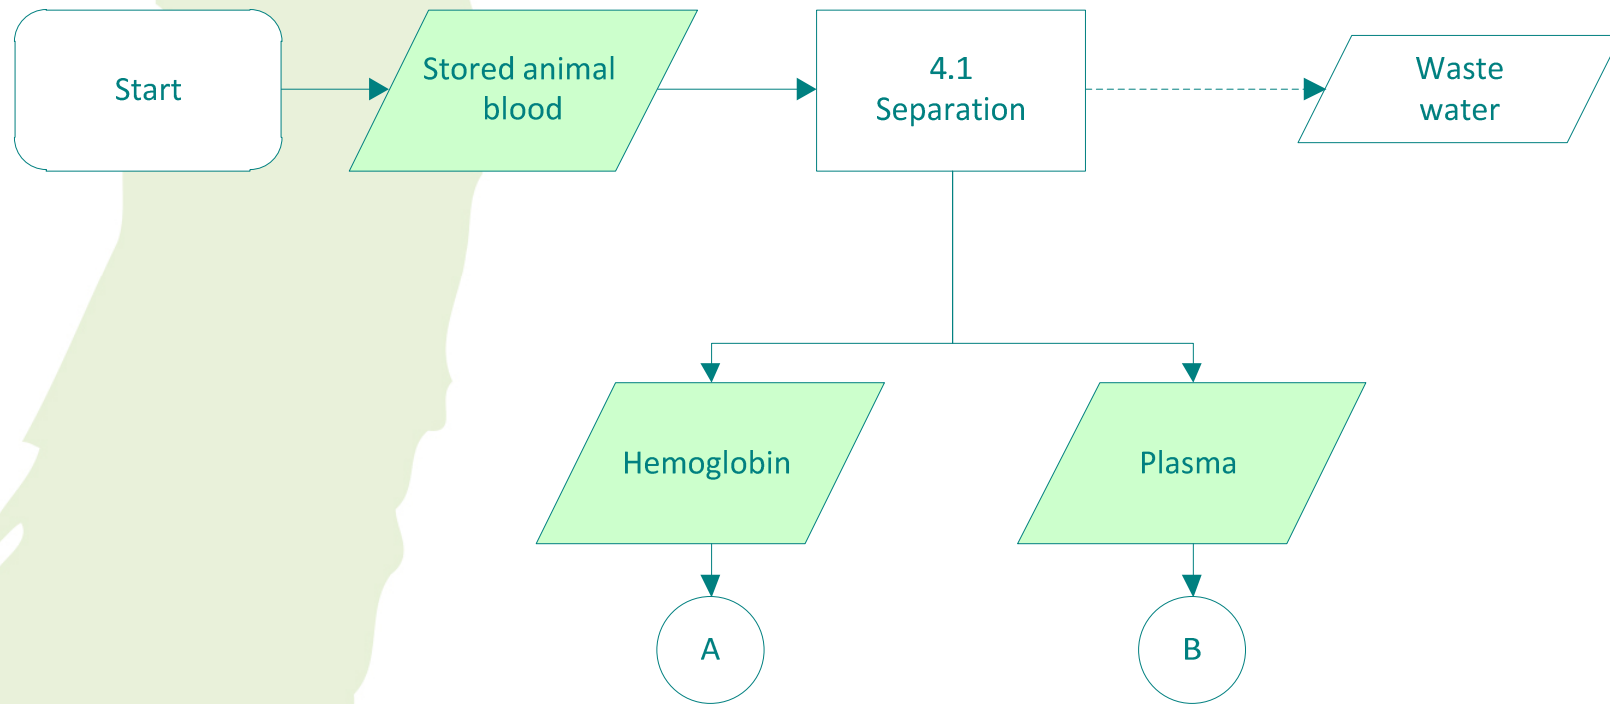 Start
Stored animal
blood
4.1
Separation
Waste
water
Hemoglobin
Plasma
A
B